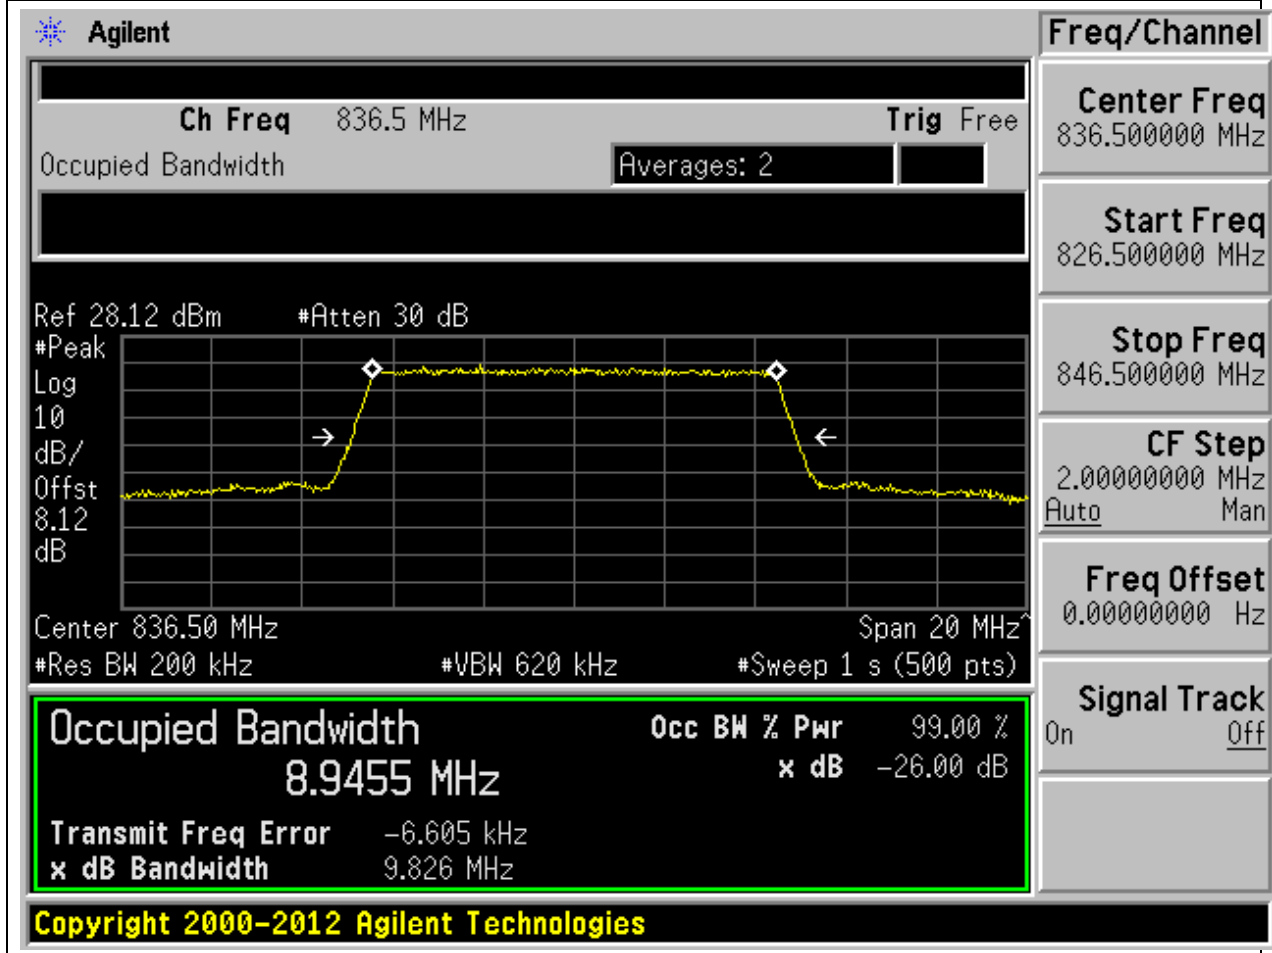 Agilent
Freq/Channel
Ch Freq 836.5 MHz Trig Free
Occupied Bandwidth Averages: 2
Ref 28.12 dBm #Atten 30 dB
#Peak
Log
10
dB/
Offst
8.12
dB
Center 836.50 MHz Span 20 MHz^
#Res BW 200 kHz #VBW 620 kHz #Sweep 1 s (500 pts)
Occupied Bandwidth Occ BW % Pwr 99.00 %
8.9455 MHz x dB -26.00 dB
Transmit Freq Error -6.605 kHz
x dB Bandwidth 9.826 MHz
Copyright 2000-2012 Agilent Technologies
Center Freq
836.500000 MHz
Start Freq
826.500000 MHz
Stop Freq
846.500000 MHz
CF Step
2.00000000 MHz
Auto Man
Freq Offset
0.00000000 Hz
Signal Track
On Off